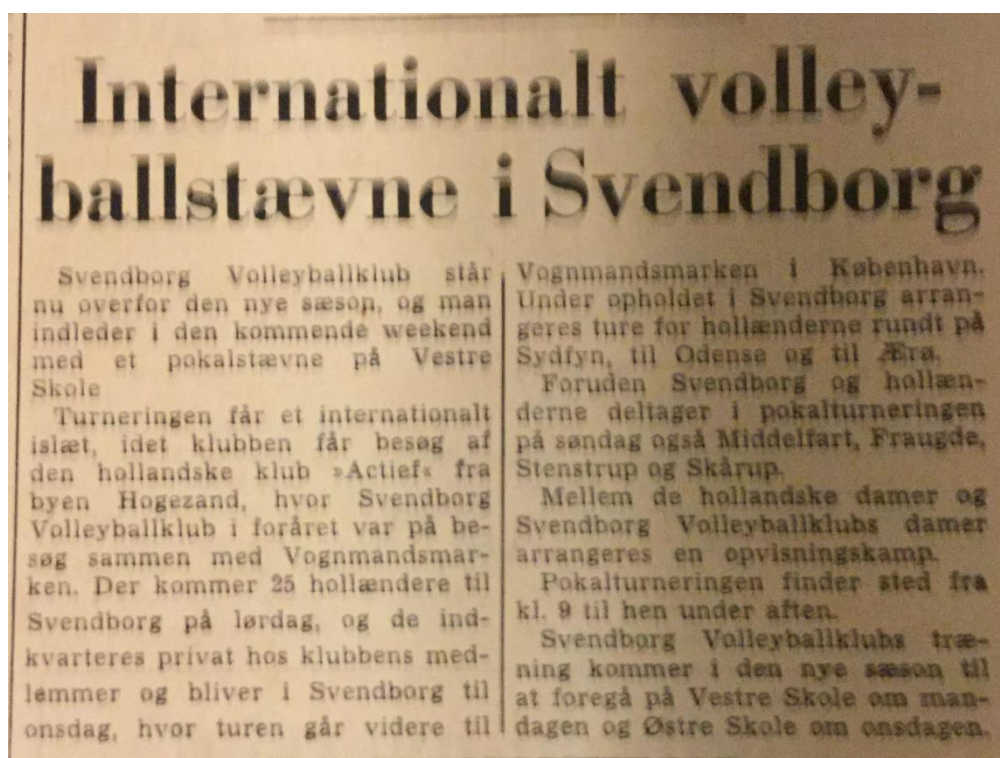 Internationalt volley-
ballstævne i Svendborg
Svendborg Volleyballklub står
nu overfor den nye sæsop, og man
indleder i den kommende weekend
med et pokalstævne på Vestre
Skole
Turneringen får et internationalt
islæt, idet klubben får besøg af
den hollandske klub »Actief« fra
byen Hogezand, hvor Svendborg
Volleyballklub i foråret var på be-
søg sammen med Vognmandsmar-
ken. Der kommer 25 hollændere til
Svendborg på lørdag, og de ind-
kvarteres privat hos klubbens med-
lemmer og bliver i Svendborg til
onsdag, hvor turen går videre til
Vognmandsmarken i København.
Under opholdet i Svendborg arran-
geres ture for hollænderne rundt på
Sydfyn, til Odense og til Ærø.
Foruden Svendborg og hollæn-
derne deltager i pokalturneringen
på søndag også Middelfart, Fraugde,
Stenstrup og Skårup.
Mellem de hollandske damer og
Svendborg Volleyballklubs damer
arrangeres en opvisningskamp.
Pokalturneringen finder sted fra
kl. 9 til hen under aften.
Svendborg Volleyballklubs træ-
ning kommer i den nye sæson til
at foregå på Vestre Skole om man-
dagen og Østre Skole om onsdagen.